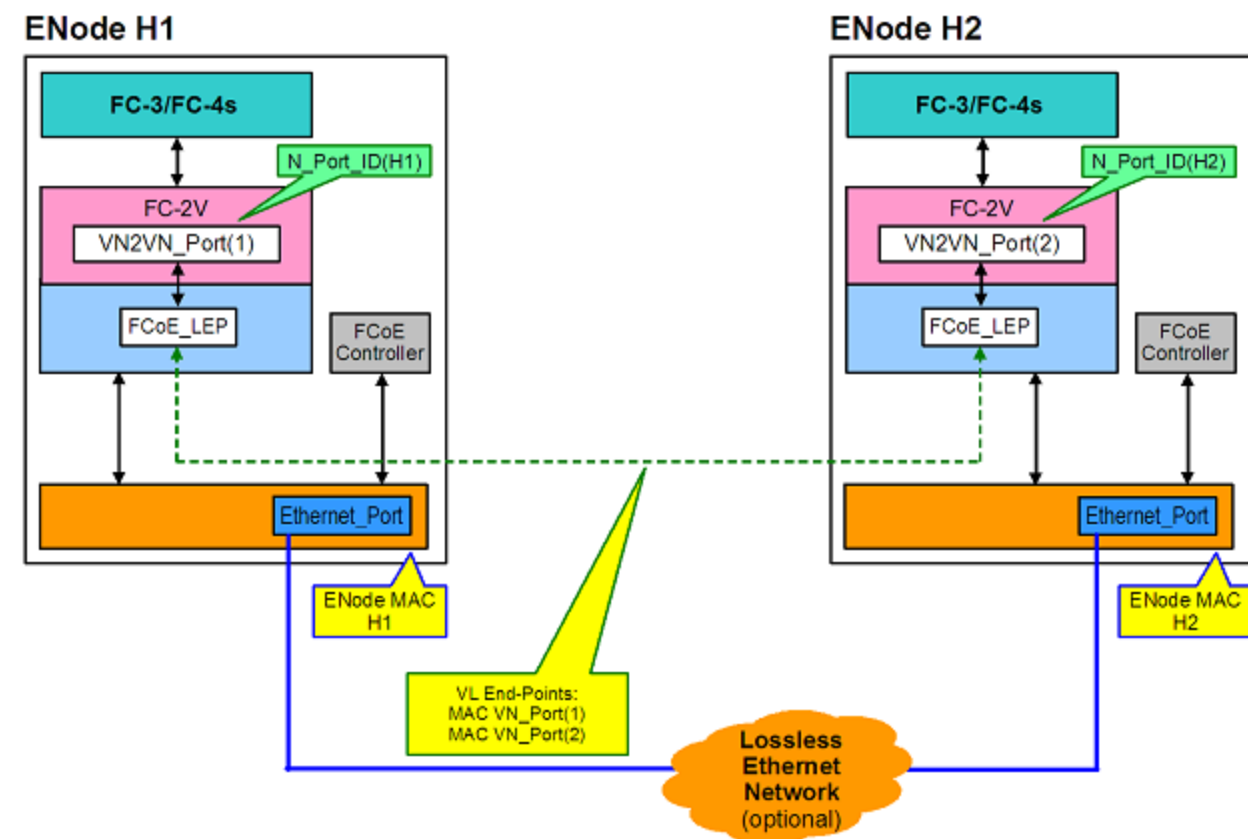 ENode H1
ENode H2
FC-3/FC-4s
FC-3/FC-4s
N_Port_ID(H1)
N_Port_ID(H2)
FC-2V
FC-2V
VN2VN_Port(1)
VN2VN_Port(2)
FCoE_LEP
FCoE
Controller
FCoE_LEP
FCoE
Controller
Ethernet_Port
Ethernet_Port
ENode MAC
H1
ENode MAC
H2
VL End-Points:
MAC VN_Port(1)
MAC VN_Port(2)
Lossless
Ethernet
Network
(optional)